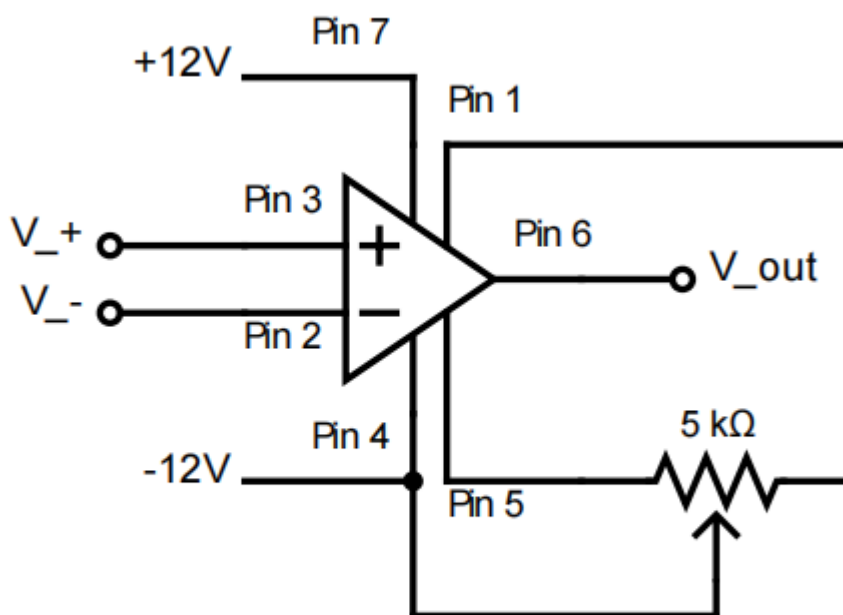 Pin 7
+12V
Pin 1
Pin 3
V_+
+
Pin 6
V_out
V_-
−
Pin 2
5 kΩ
Pin 4
-12V
Pin 5